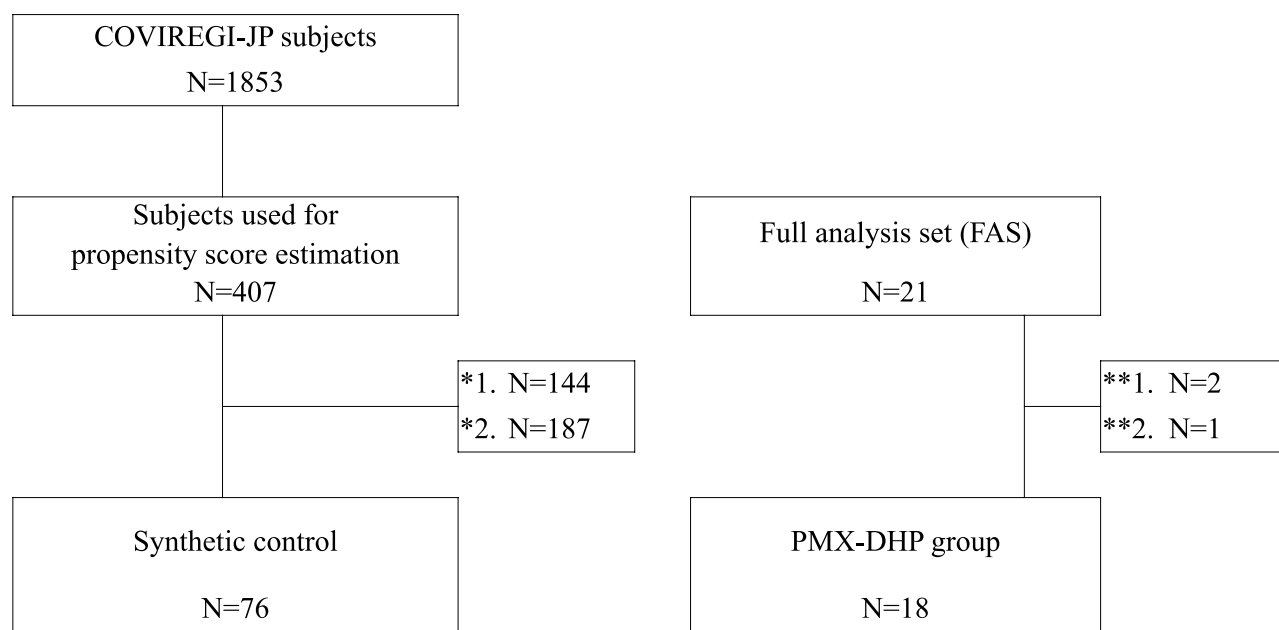 COVIREGI-JP subjects
N=1853
Subjects used for
propensity score estimation
N=407
*1. N=144
*2. N=187
Synthetic control
N=76
Full analysis set (FAS)
N=21
**1. N=2
**2. N=1
PMX-DHP group
N=18